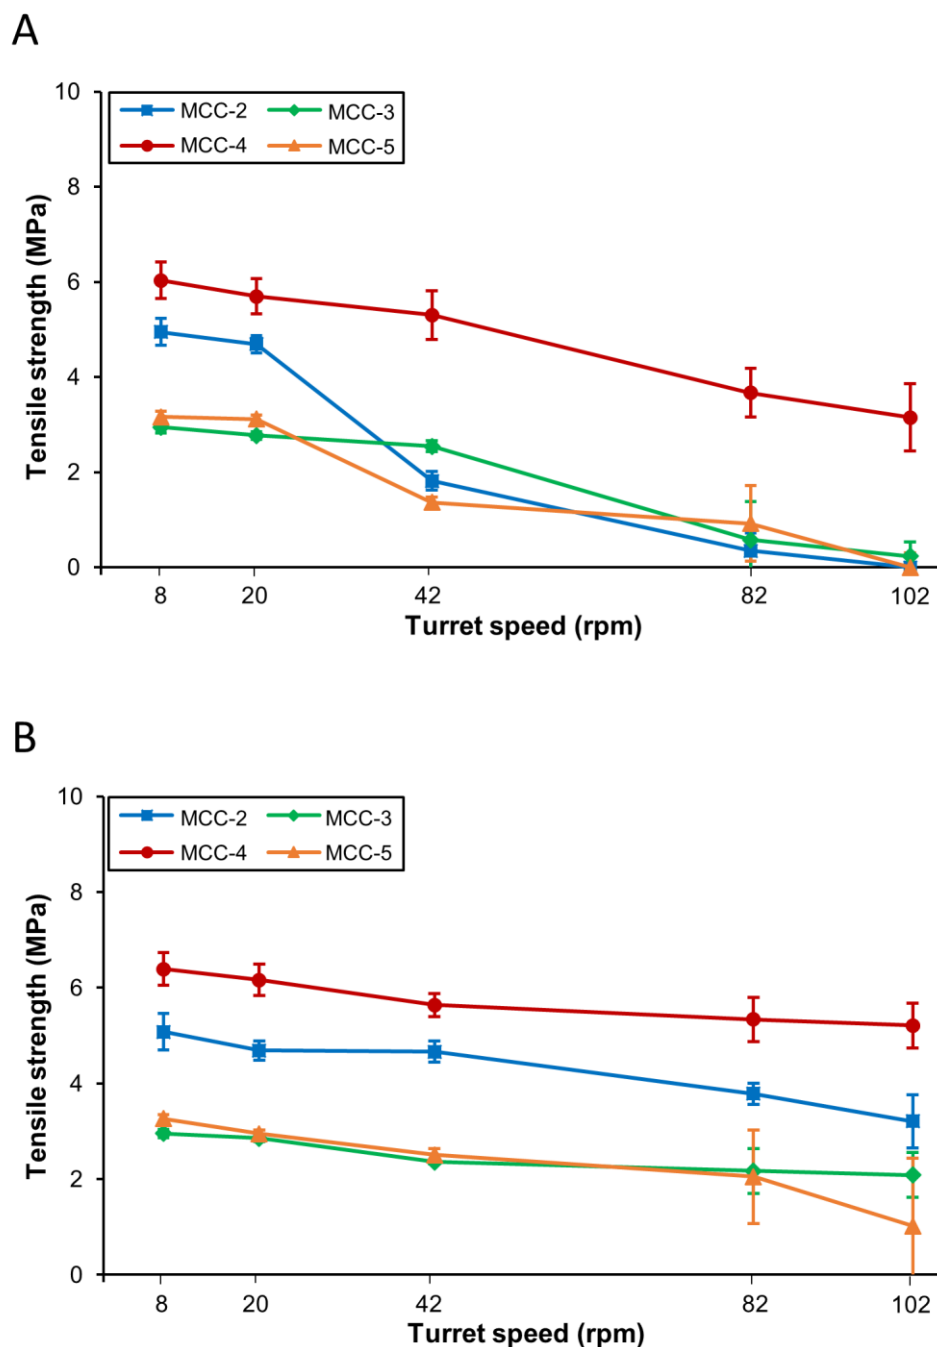 A
Tensile strength (MPa)
10
8
6
4
2
0
MCC-2 MCC-3
MCC-4 MCC-5
8 20 42 82 102
Turret speed (rpm)
B
Tensile strength (MPa)
10
8
6
4
2
0
MCC-2 MCC-3
MCC-4 MCC-5
8 20 42 82 102
Turret speed (rpm)